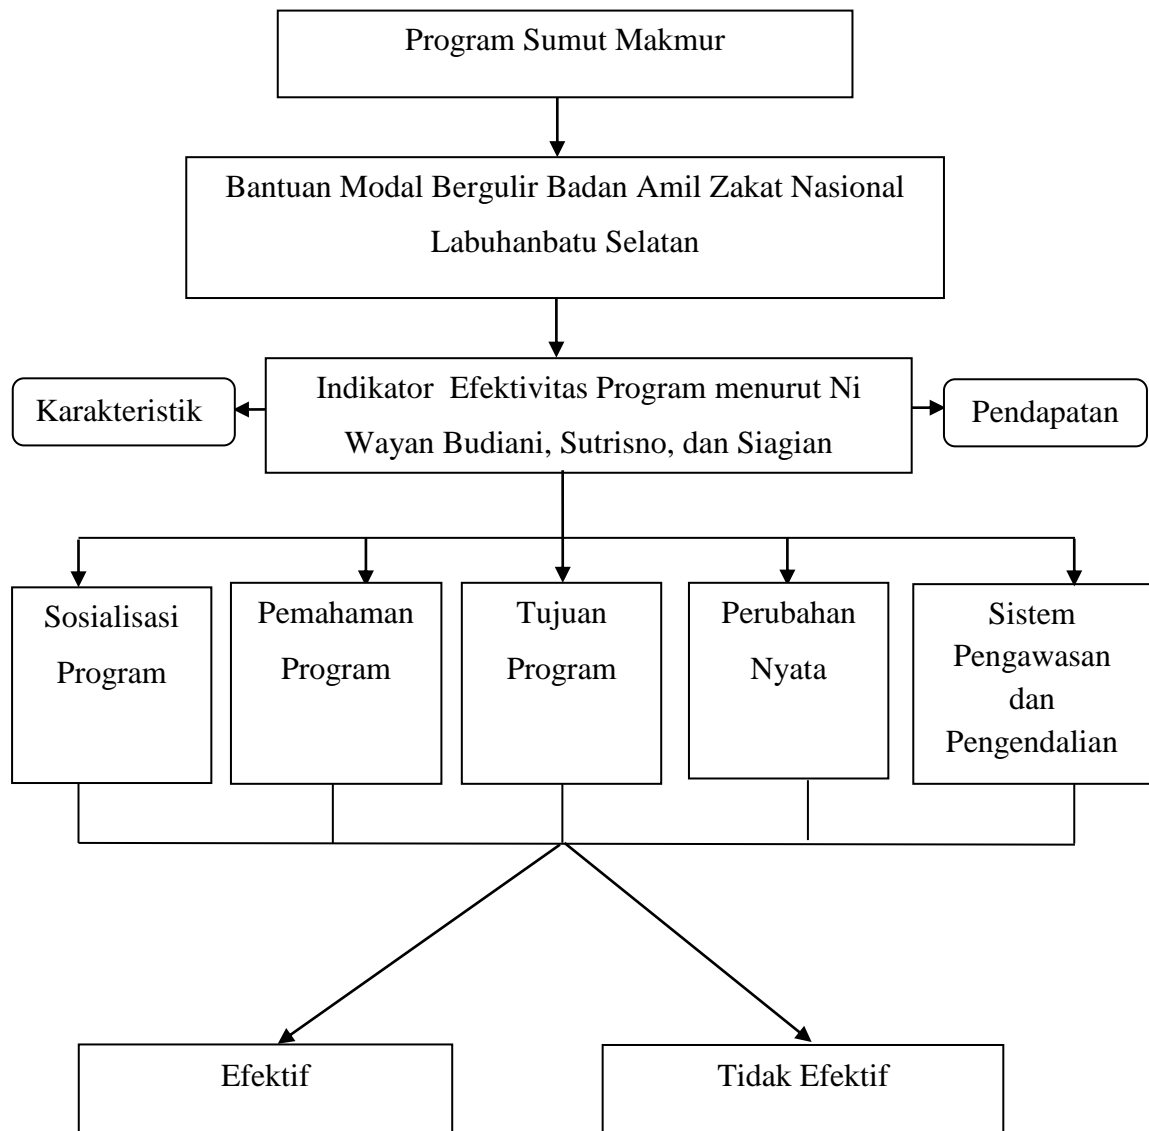 Program Sumut Makmur
Bantuan Modal Bergulir Badan Amil Zakat Nasional
Labuhanbatu Selatan
Karakteristik
Indikator  Efektivitas Program menurut Ni
Wayan Budiani, Sutrisno, dan Siagian
Pendapatan
Sosialisasi
Program
Pemahaman
Program
Tujuan
Program
Perubahan
Nyata
Sistem
Pengawasan
dan
Pengendalian
Efektif
Tidak Efektif